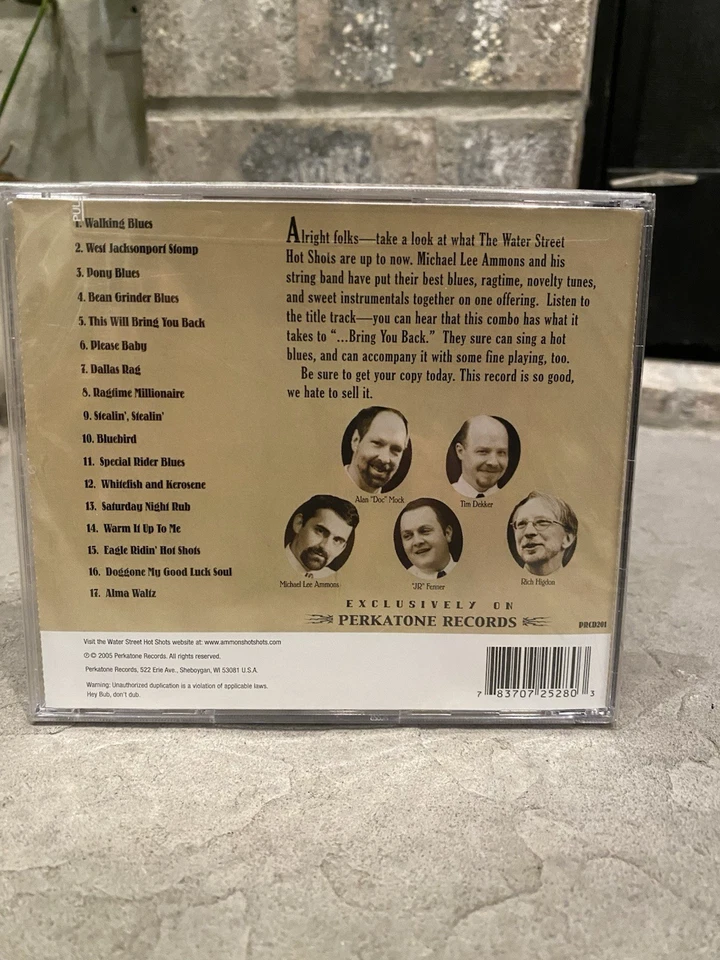 PUL
1. Walking Blues
2. West Jacksonport Stomp
3. Pony Blues
4. Bean Grinder Blues
5. This Will Bring You Back
6. Please Baby
7. Dallas Rag
8. Ragtime Millionaire
9. Stealin', Stealin'
10. Bluebird
11. Special Rider Blues
12. Whitefish and Kerosene
13. Saturday Night Rub
14. Warm It Up To Me
15. Eagle Ridin' Hot Shots
16. Doggone My Good Luck Soul
17. Alma Waltz
Alright folks—take a look at what The Water Street
Hot Shots are up to now. Michael Lee Ammons and his
string band have put their best blues, ragtime, novelty tunes,
and sweet instrumentals together on one offering. Listen to
the title track—you can hear that this combo has what it
takes to “...Bring You Back.” They sure can sing a hot
blues, and can accompany it with some fine playing, too.
Be sure to get your copy today. This record is so good,
we hate to sell it.
Alan "Doc" Mock
Tim Dekker
Michael Lee Ammons
"JR" Fenner
Rich Higdon
EXCLUSIVELY ON
PERKATONE RECORDS
PRCD201
Visit the Water Street Hot Shots website at: www.ammonshotshots.com
℗© 2005 Perkatone Records. All rights reserved.
Perkatone Records, 522 Erie Ave., Sheboygan, WI 53081 U.S.A.
Warning: Unauthorized duplication is a violation of applicable laws.
Hey Bub, don't dub.
7 83707 25280 3